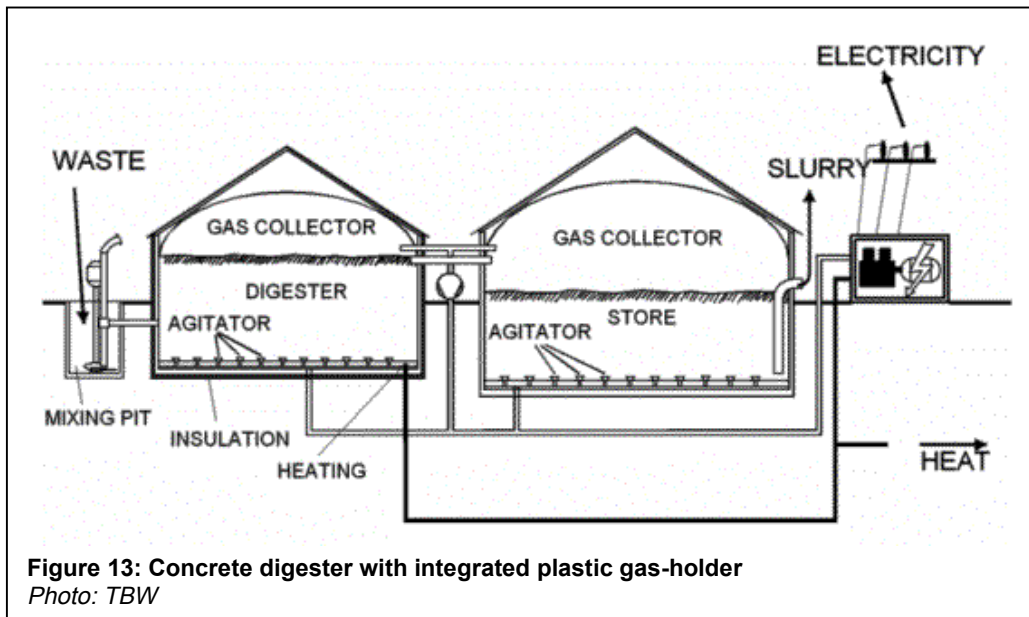 ELECTRICITY
WASTE
SLURRY
GAS COLLECTOR
GAS COLLECTOR
DIGESTER
STORE
AGITATOR
AGITATOR
MIXING PIT
INSULATION
HEATING
HEAT
Figure 13: Concrete digester with integrated plastic gas-holder
Photo: TBW